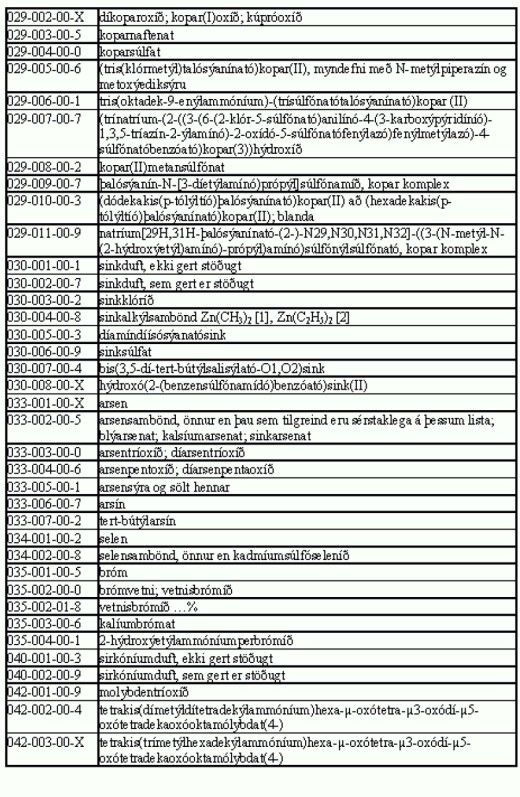 029-002-00-X díkoparoxíð; kopar(I)oxíð; kúpróoxíð
029-003-00-5 koparnaftenat
029-004-00-0 koparsúlfat
029-005-00-6 (tris(klórmetýl)talósýanínató)kopar(II), myndefni með N-metýlpiperazín og
metoxýediksýru
029-006-00-1 tris(oktadek-9-enýlammóníum)-(trísúlfónatótalósýaníntató)kopar (II)
029-007-00-7 (trínatríum-(2-((3-(6-(2-klór-5-súlfónató)anilínó-4-(3-karboxýpýridíníó)-
1,3,5-tríazín-2-ýlamínó)-2-oxídó-5-súlfónatófenýlazó)fenýlmetýlazó)-4-
súlfónatóbenzóató)kopar(3))hýdroxíð
029-008-00-2 kopar(II)metansúlfónat
029-009-00-7 þalósýanín-N-[3-díetýlamínó)própýl]súlfónamíð, kopar komplex
029-010-00-3 (dódekakis(p-tólýltíó)þalósýaníntató)kopar(II) að (hexadekakis(p-
tólýltíó)þalósýaníntató)kopar(II); blanda
029-011-00-9 natríum[29H,31H-þalósýaníntató-(2-)-N29,N30,N31,N32]-((3-(N-metýl-N-
(2-hýdroxýetýl)amínó)-própýl)amínó)súlfónýlsúlfónató, kopar komplex
030-001-00-1 sinkduft, ekki gert stöðugt
030-002-00-7 sinkduft, sem gert er stöðugt
030-003-00-2 sinkklóríð
030-004-00-8 sinkalkýlsambönd Zn(CH₃)₂ [1], Zn(C₂H₅)₂ [2]
030-005-00-3 díamíndíísósýanatósink
030-006-00-9 sinksúlfat
030-007-00-4 bis(3,5-dí-tert-bútýlsalisýlató-O1,O2)sink
030-008-00-X hýdroxó(2-(benzensúlfónamídó)benzóató)sink(II)
033-001-00-X arsen
033-002-00-5 arsensambönd, önnur en þau sem tilgreind eru sérstaklega á þessum lista;
blýarsenat; kalsíumarsenat; sinkarsenat
033-003-00-0 arsentríoxíð; díarsentríoxíð
033-004-00-6 arsenpentoxíð; díarsenpentaoxíð
033-005-00-1 arsensýra og sölt hennar
033-006-00-7 arsín
033-007-00-2 tert-bútýlarsín
034-001-00-2 selen
034-002-00-8 selensambönd, önnur en kadmíumsúlfóseleníð
035-001-00-5 bróm
035-002-00-0 brómvetni; vetnisbrómíð
035-002-01-8 vetnisbrómíð …%
035-003-00-6 kalíumbrómat
035-004-00-1 2-hýdroxýetýlammóníumperbrómíð
040-001-00-3 sirkóníumduft, ekki gert stöðugt
040-002-00-9 sirkóníumduft, sem gert er stöðugt
042-001-00-9 molybdentríoxíð
042-002-00-4 tetrakis(dímetýldítetradekýlammóníum)hexa-µ-oxótetra-µ3-oxódí-µ5-
oxótetradekaoxóoktamólybdat(4-)
042-003-00-X tetrakis(trímetýlhexadekýlammóníum)hexa-µ-oxótetra-µ3-oxódí-µ5-
oxótetradekaoxóoktamólybdat(4-)